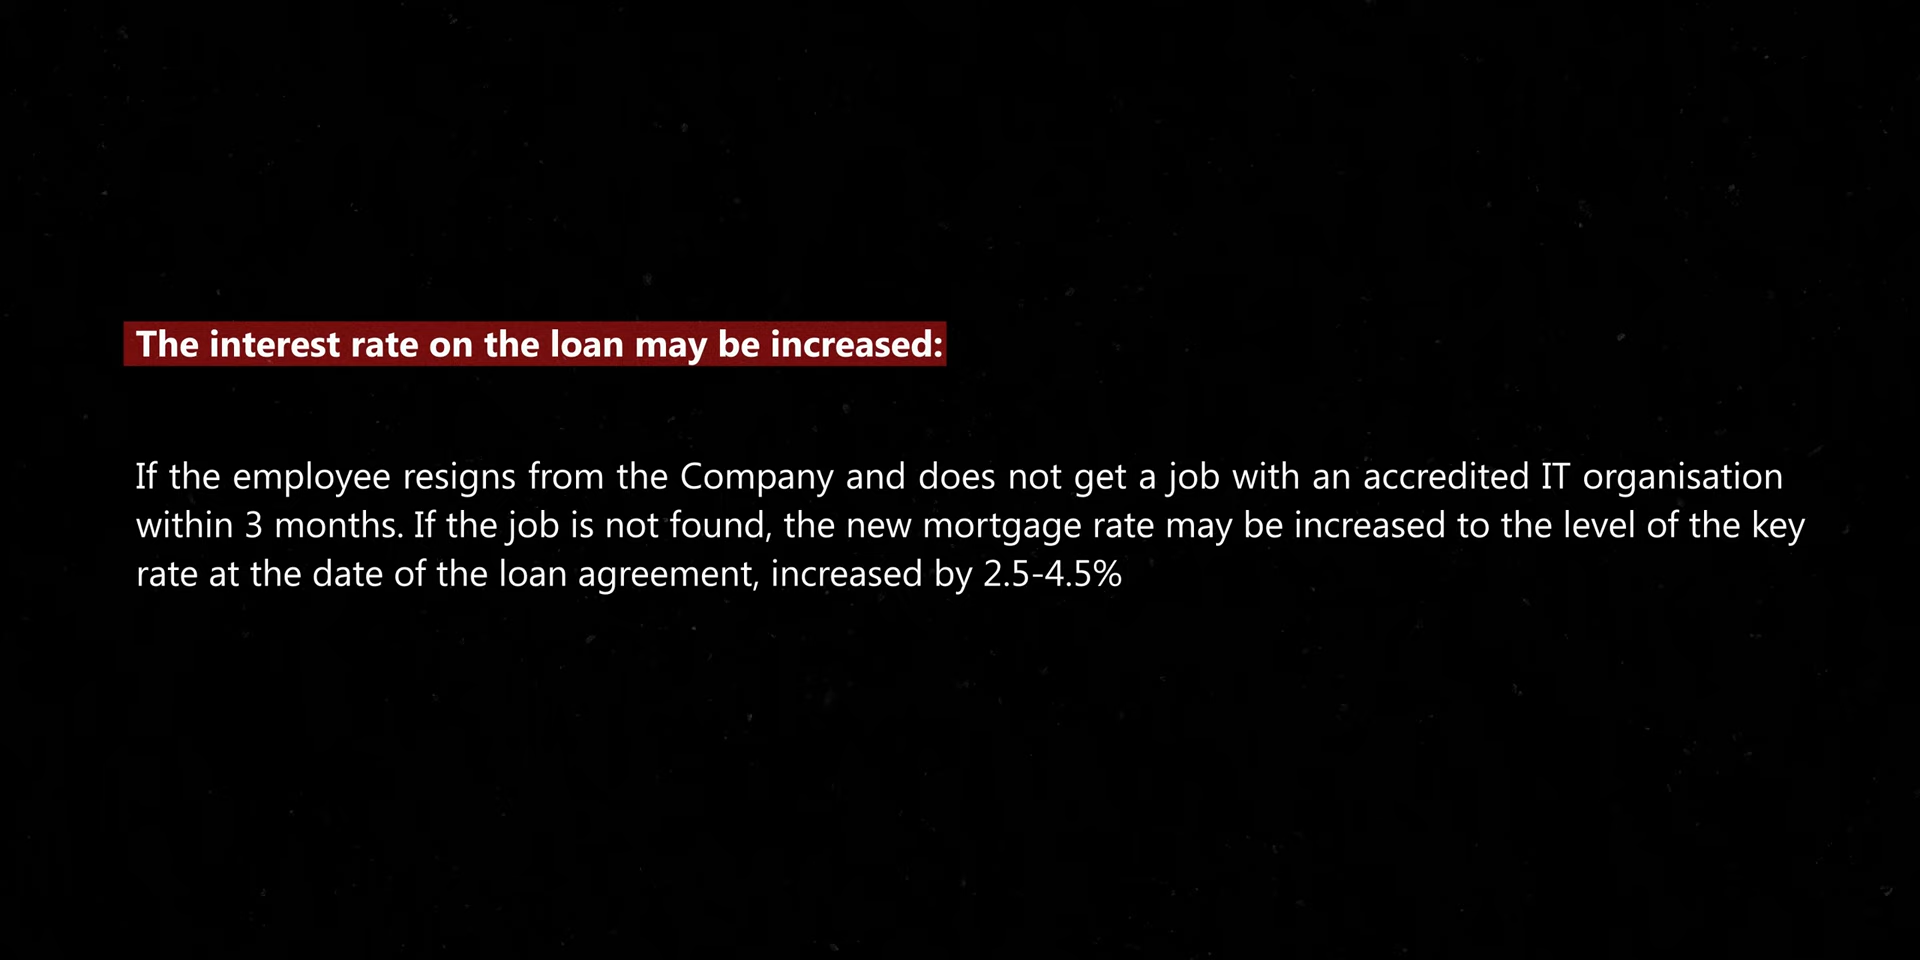 The interest rate on the loan may be increased:
If the employee resigns from the Company and does not get a job with an accredited IT organisation
within 3 months. If the job is not found, the new mortgage rate may be increased to the level of the key
rate at the date of the loan agreement, increased by 2.5-4.5%